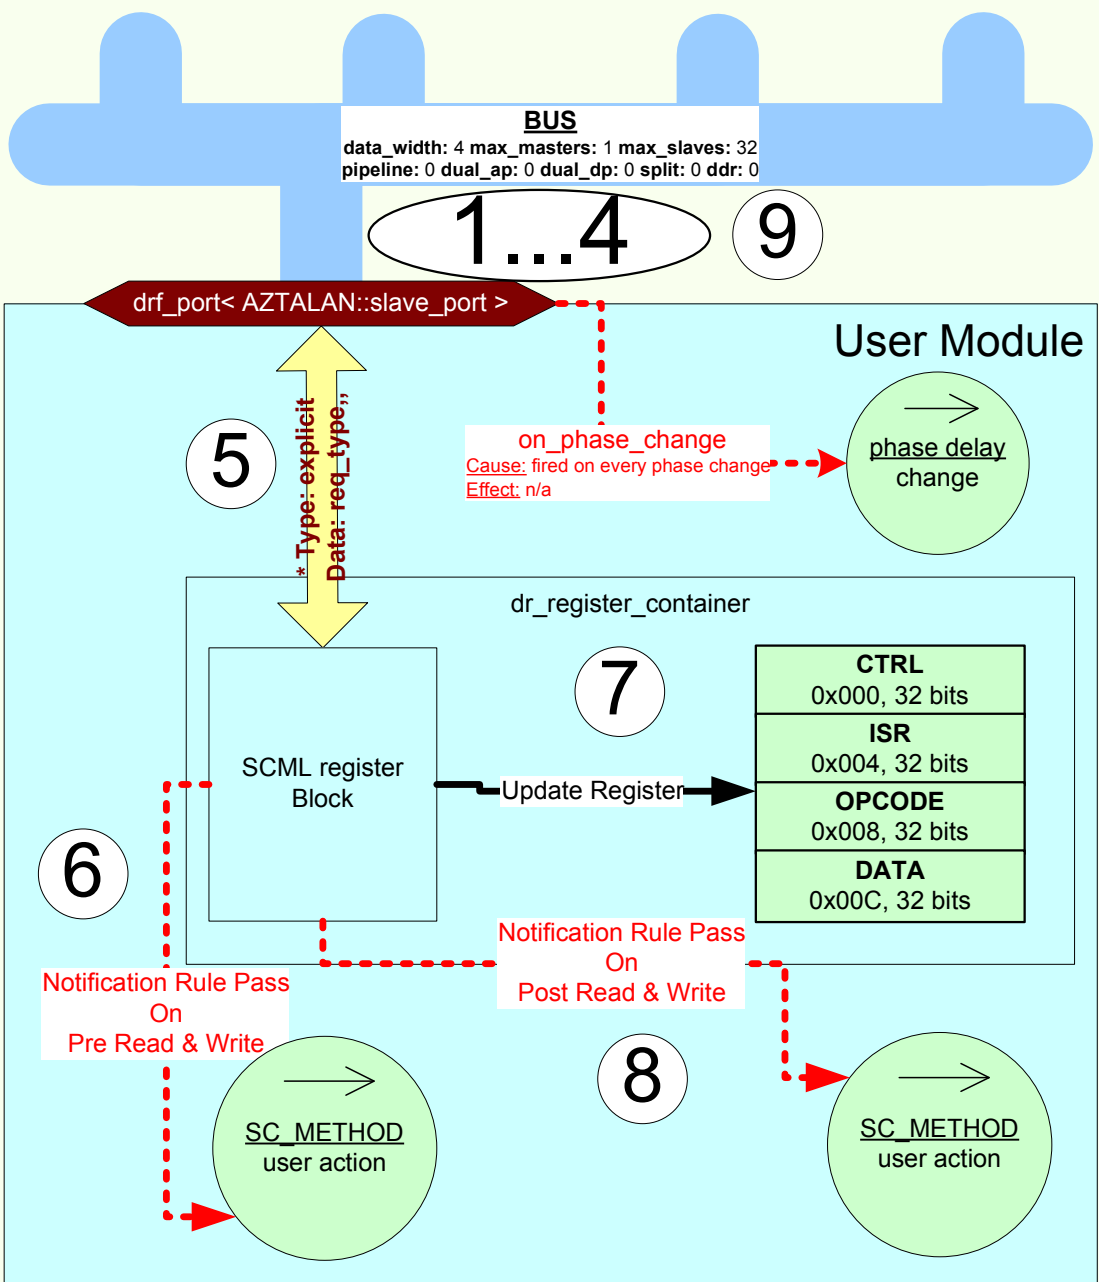 BUS
data_width: 4 max_masters: 1 max_slaves: 32
pipeline: 0 dual_ap: 0 dual_dp: 0 split: 0 ddr: 0
1...4
9
drf_port< AZTALAN::slave_port >
User Module
5
* Type: explicit
Data: req_type,,
on_phase_change
Cause: fired on every phase change
Effect: n/a
phase delay
change
dr_register_container
7
SCML register
Block
Update Register
CTRL
0x000, 32 bits
ISR
0x004, 32 bits
OPCODE
0x008, 32 bits
DATA
0x00C, 32 bits
6
Notification Rule Pass
On
Pre Read & Write
Notification Rule Pass
On
Post Read & Write
8
SC_METHOD
user action
SC_METHOD
user action